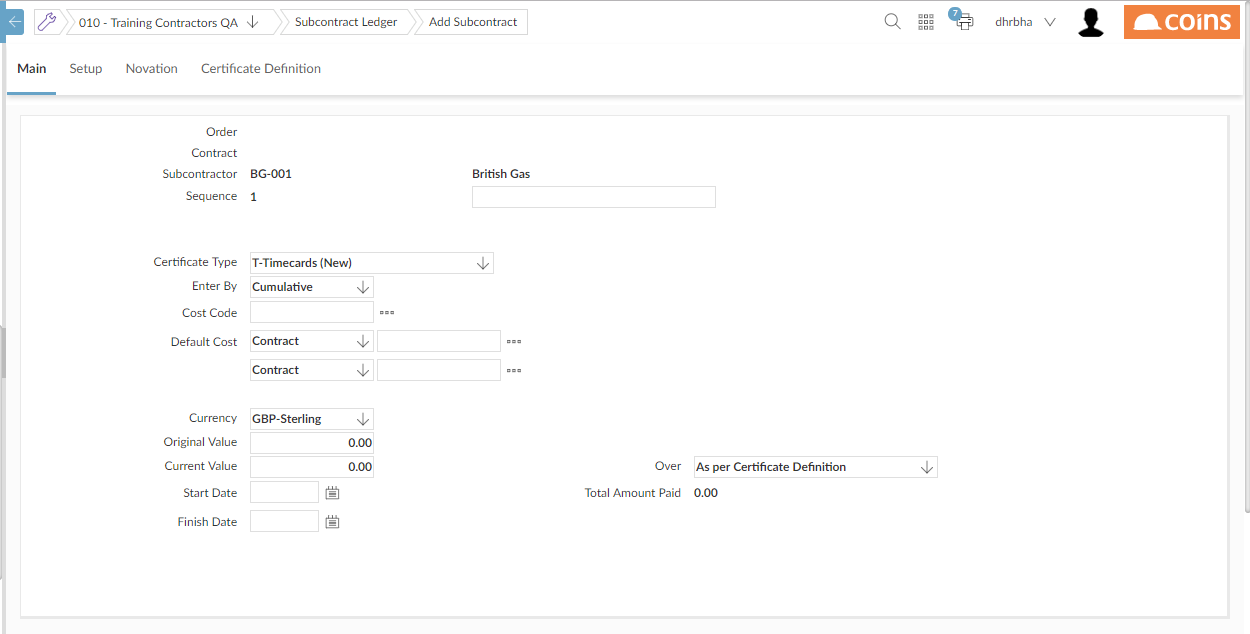 010 - Training Contractors QA Subcontract Ledger Add Subcontract 7 dhrbha coins
Main Setup Novation Certificate Definition
Order
Contract
Subcontractor BG-001 British Gas
Sequence 1
Certificate Type T-Timecards (New)
Enter By Cumulative
Cost Code
Default Cost Contract
Contract
Currency GBP-Sterling
Original Value 0.00
Current Value 0.00 Over As per Certificate Definition
Start Date Total Amount Paid 0.00
Finish Date